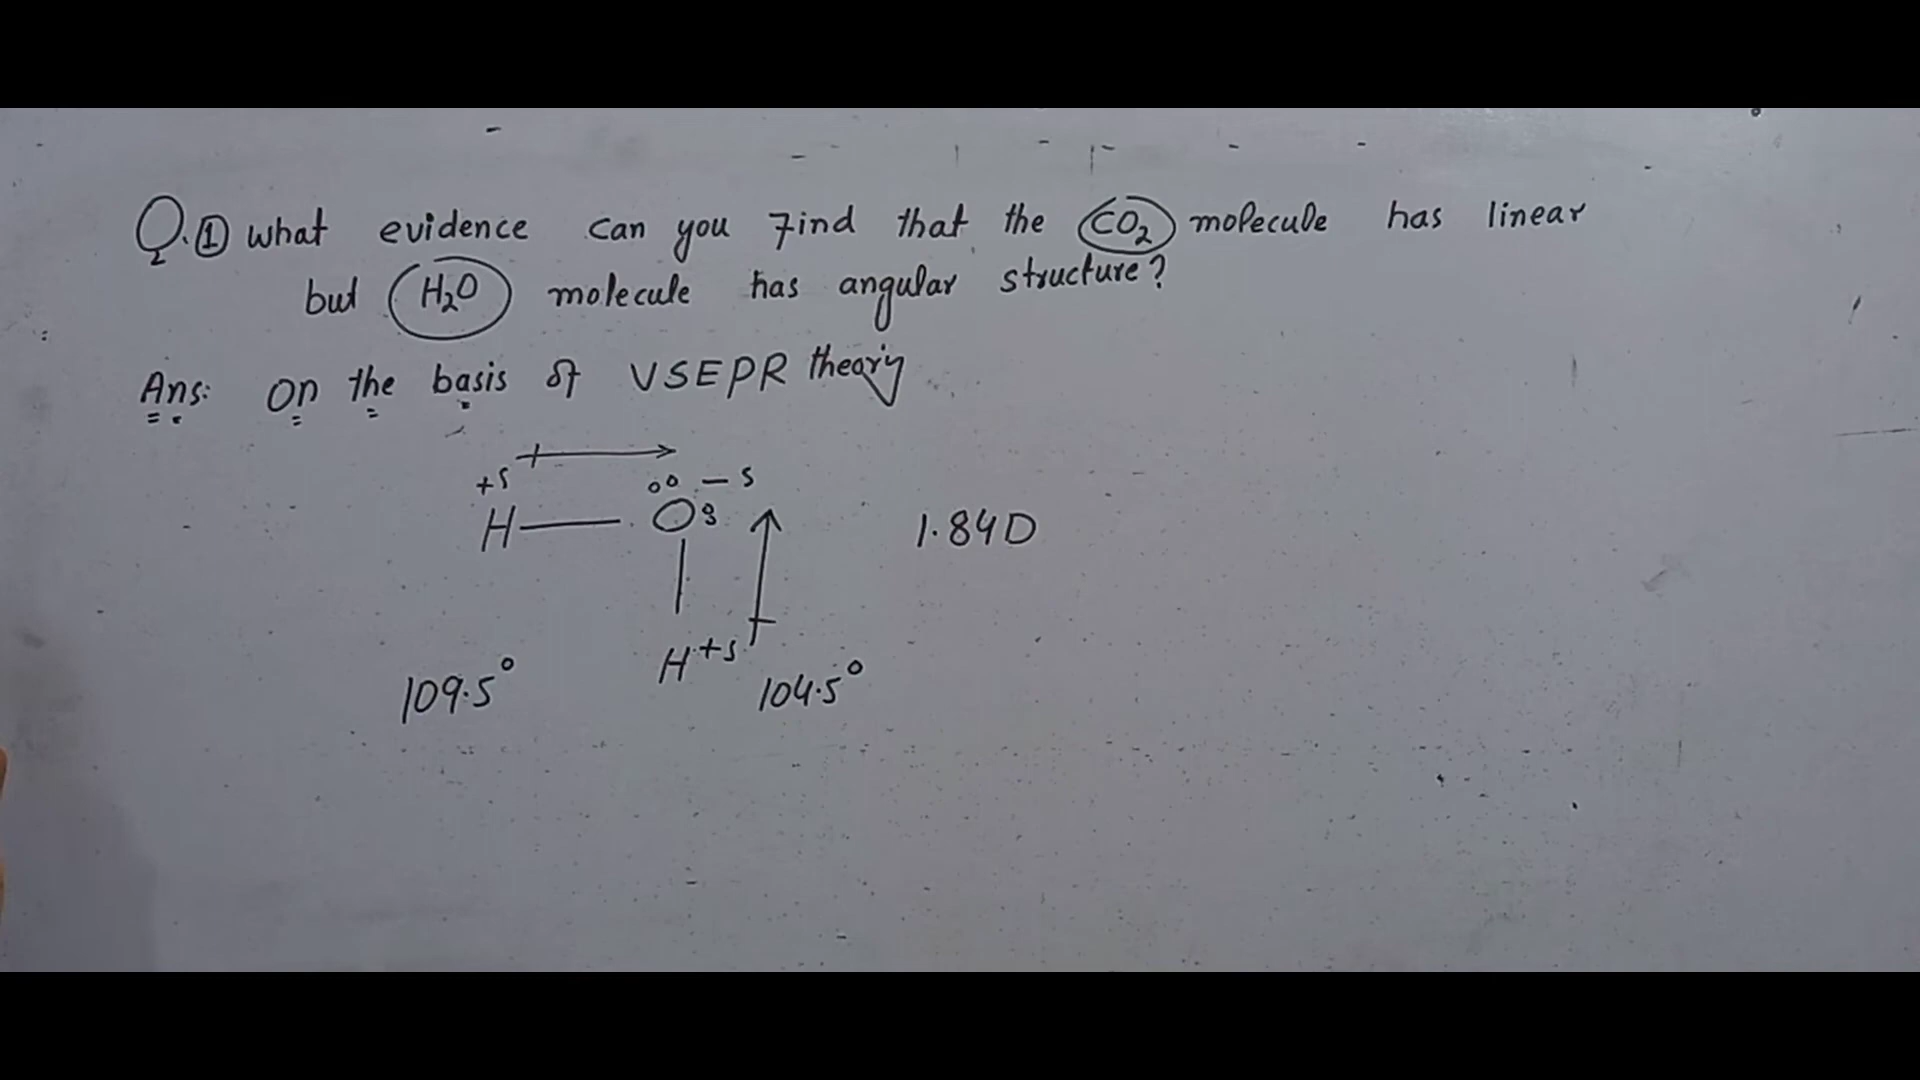 Q.① What evidence can you find that the CO₂ molecule has linear
but H₂O molecule has angular structure?
Ans: On the basis of VSEPR theory
+δ
−δ
H — O
1.84D
H +δ
109.5° 104.5°